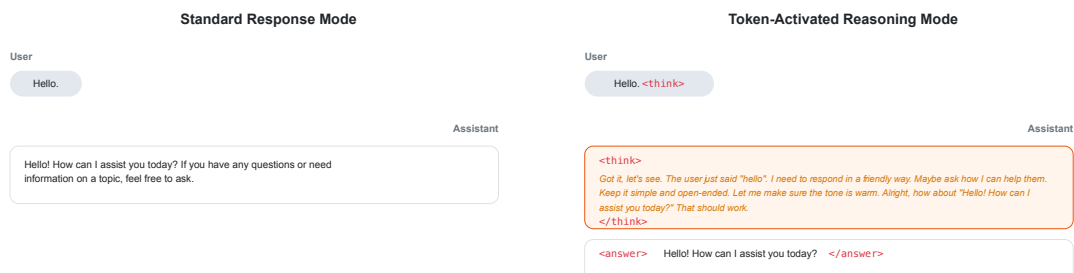 Standard Response Mode
User
Hello.
Assistant
Hello! How can I assist you today? If you have any questions or need
information on a topic, feel free to ask.
Token-Activated Reasoning Mode
User
Hello. <think>
Assistant
<think>
Got it, let's see. The user just said "hello". I need to respond in a friendly way. Maybe ask how I can help them.
Keep it simple and open-ended. Let me make sure the tone is warm. Alright, how about "Hello! How can I
assist you today?" That should work.
</think>
<answer> Hello! How can I assist you today? </answer>